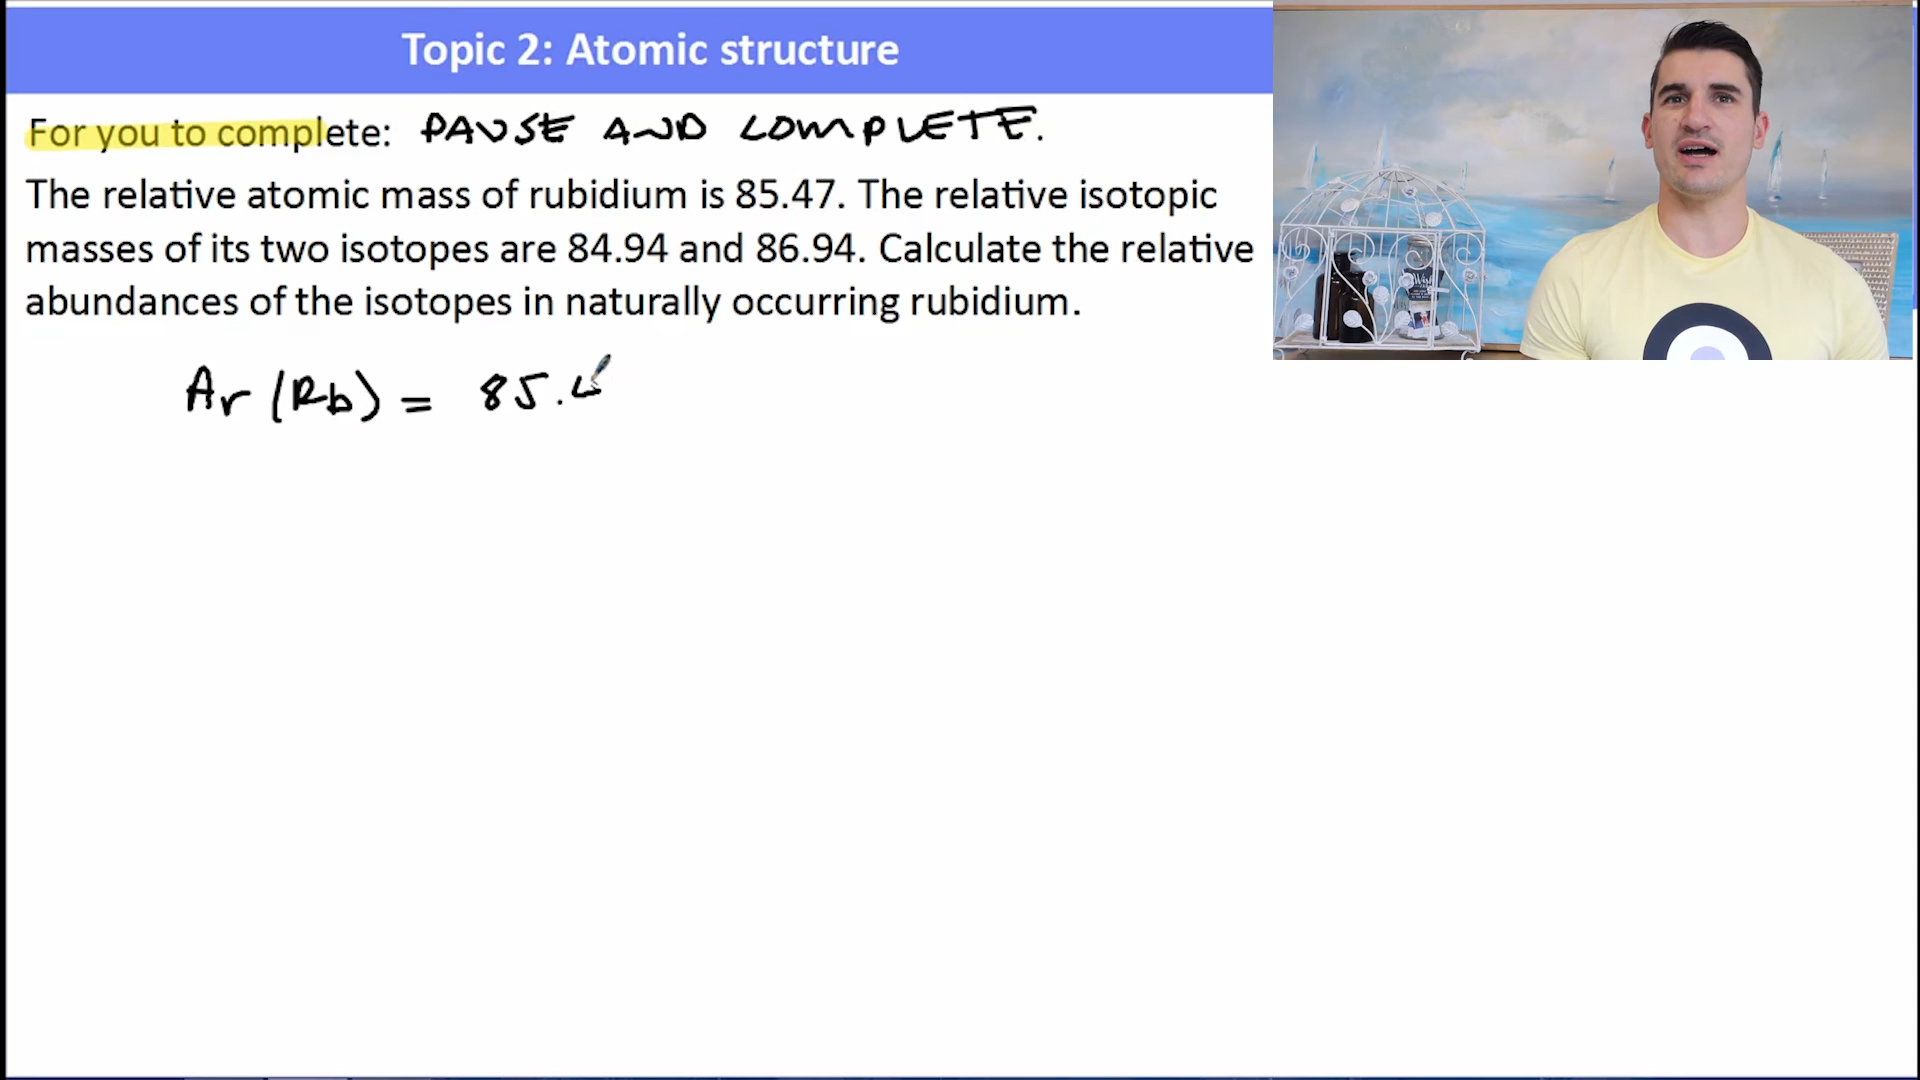 Topic 2: Atomic structure
For you to complete: PAUSE AND COMPLETE.
The relative atomic mass of rubidium is 85.47. The relative isotopic
masses of its two isotopes are 84.94 and 86.94. Calculate the relative
abundances of the isotopes in naturally occurring rubidium.
Ar (Rb) = 85.4